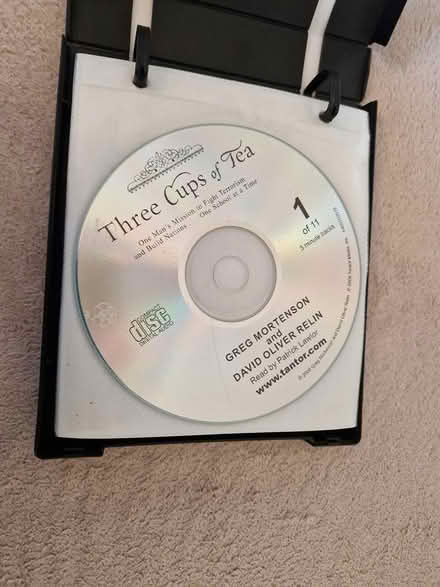 Three Cups of Tea
One Man's Mission to Fight Terrorism
and Build Nations . . . One School at a Time
1
of 11
5 minute tracks
COMPACT
disc
DIGITAL AUDIO
GREG MORTENSON
and
DAVID OLIVER RELIN
Read by Patrick Lawlor
www.tantor.com